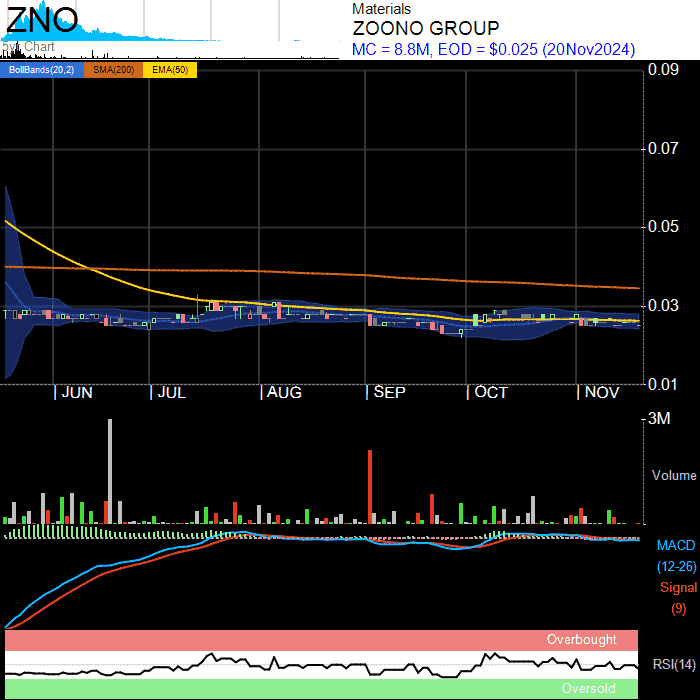 ZNO
5yr Chart
Materials
ZOONO GROUP
MC = 8.8M, EOD = $0.025 (20Nov2024)
BollBands(20,2) SMA(200) EMA(50)
0.09
0.07
0.05
0.03
0.01
JUN JUL AUG SEP OCT NOV
3M
Volume
MACD
(12-26)
Signal
(9)
Overbought
RSI(14)
Oversold